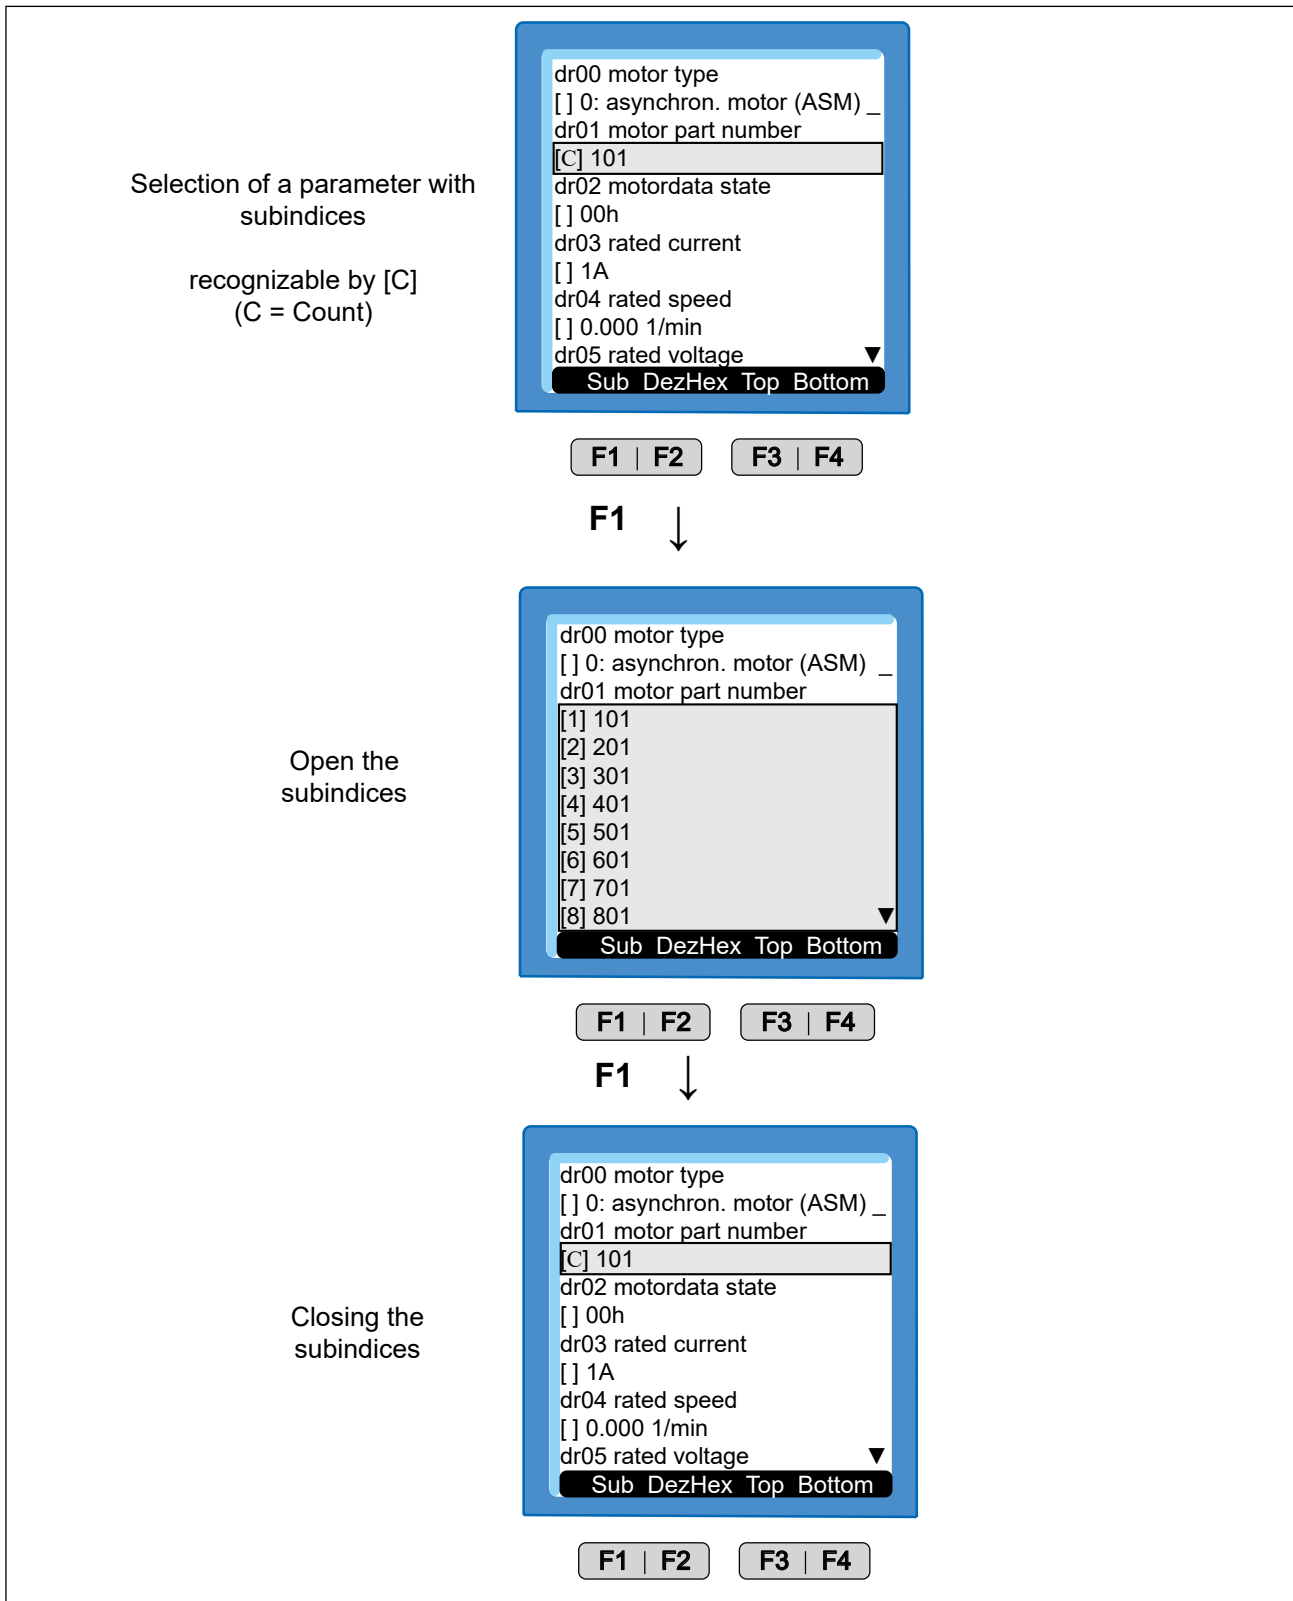 Selection of a parameter with
subindices
recognizable by [C]
(C = Count)
dr00 motor type
[ ] 0: asynchron. motor (ASM) _
dr01 motor part number
[C] 101
dr02 motordata state
[ ] 00h
dr03 rated current
[ ] 1A
dr04 rated speed
[ ] 0.000 1/min
dr05 rated voltage ▼
Sub DezHex Top Bottom
F1 | F2 F3 | F4
F1 ↓
Open the
subindices
dr00 motor type
[ ] 0: asynchron. motor (ASM) _
dr01 motor part number
[1] 101
[2] 201
[3] 301
[4] 401
[5] 501
[6] 601
[7] 701
[8] 801 ▼
Sub DezHex Top Bottom
F1 | F2 F3 | F4
F1 ↓
Closing the
subindices
dr00 motor type
[ ] 0: asynchron. motor (ASM) _
dr01 motor part number
[C] 101
dr02 motordata state
[ ] 00h
dr03 rated current
[ ] 1A
dr04 rated speed
[ ] 0.000 1/min
dr05 rated voltage ▼
Sub DezHex Top Bottom
F1 | F2 F3 | F4